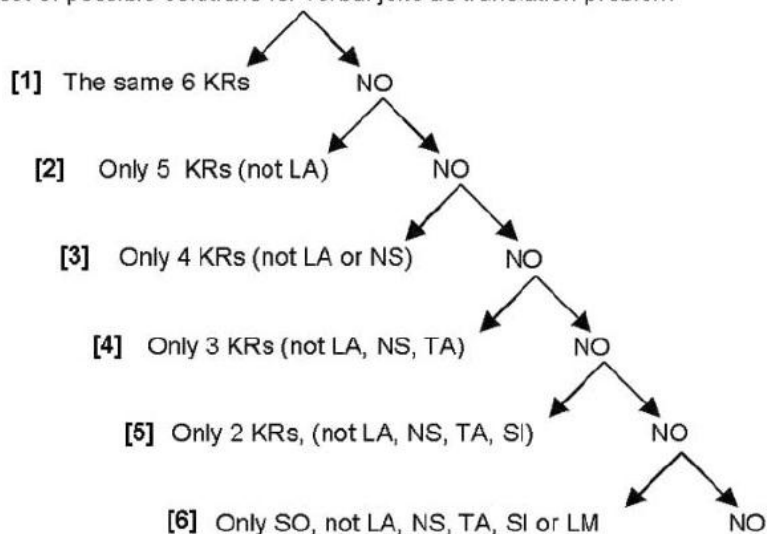 [1] The same 6 KRs NO
[2] Only 5 KRs (not LA) NO
[3] Only 4 KRs (not LA or NS) NO
[4] Only 3 KRs (not LA, NS, TA) NO
[5] Only 2 KRs, (not LA, NS, TA, SI) NO
[6] Only SO, not LA, NS, TA, SI or LM NO